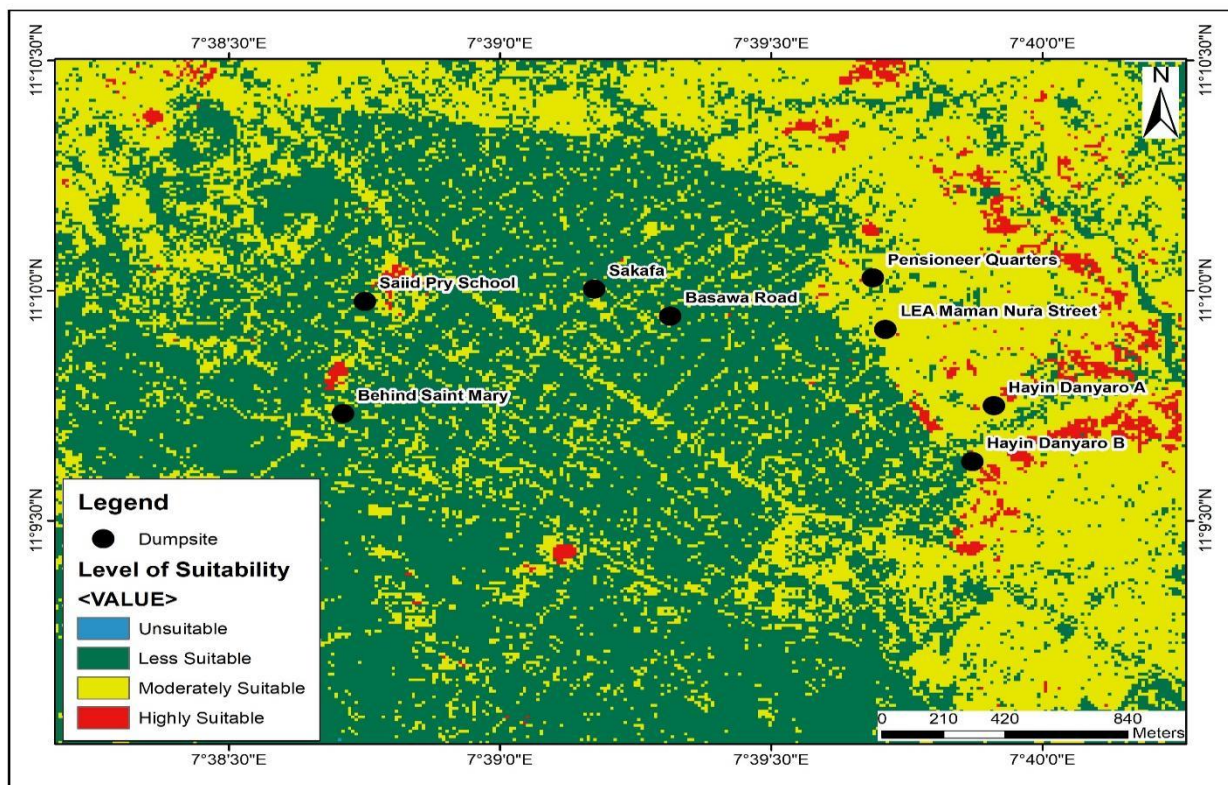 7°38'30"E 7°39'0"E 7°39'30"E 7°40'0"E
11°10'30"N 11°10'30"N
N
Pensioneer Quarters
Sakafa
Saiid Pry School
11°10'0"N 11°10'0"N
Basawa Road
LEA Maman Nura Street
Hayin Danyaro A
Behind Saint Mary
Hayin Danyaro B
11°9'30"N 11°9'30"N
Legend
Dumpsite
Level of Suitability
<VALUE>
Unsuitable
Less Suitable
Moderately Suitable
Highly Suitable
0 210 420 840
Meters
7°38'30"E 7°39'0"E 7°39'30"E 7°40'0"E